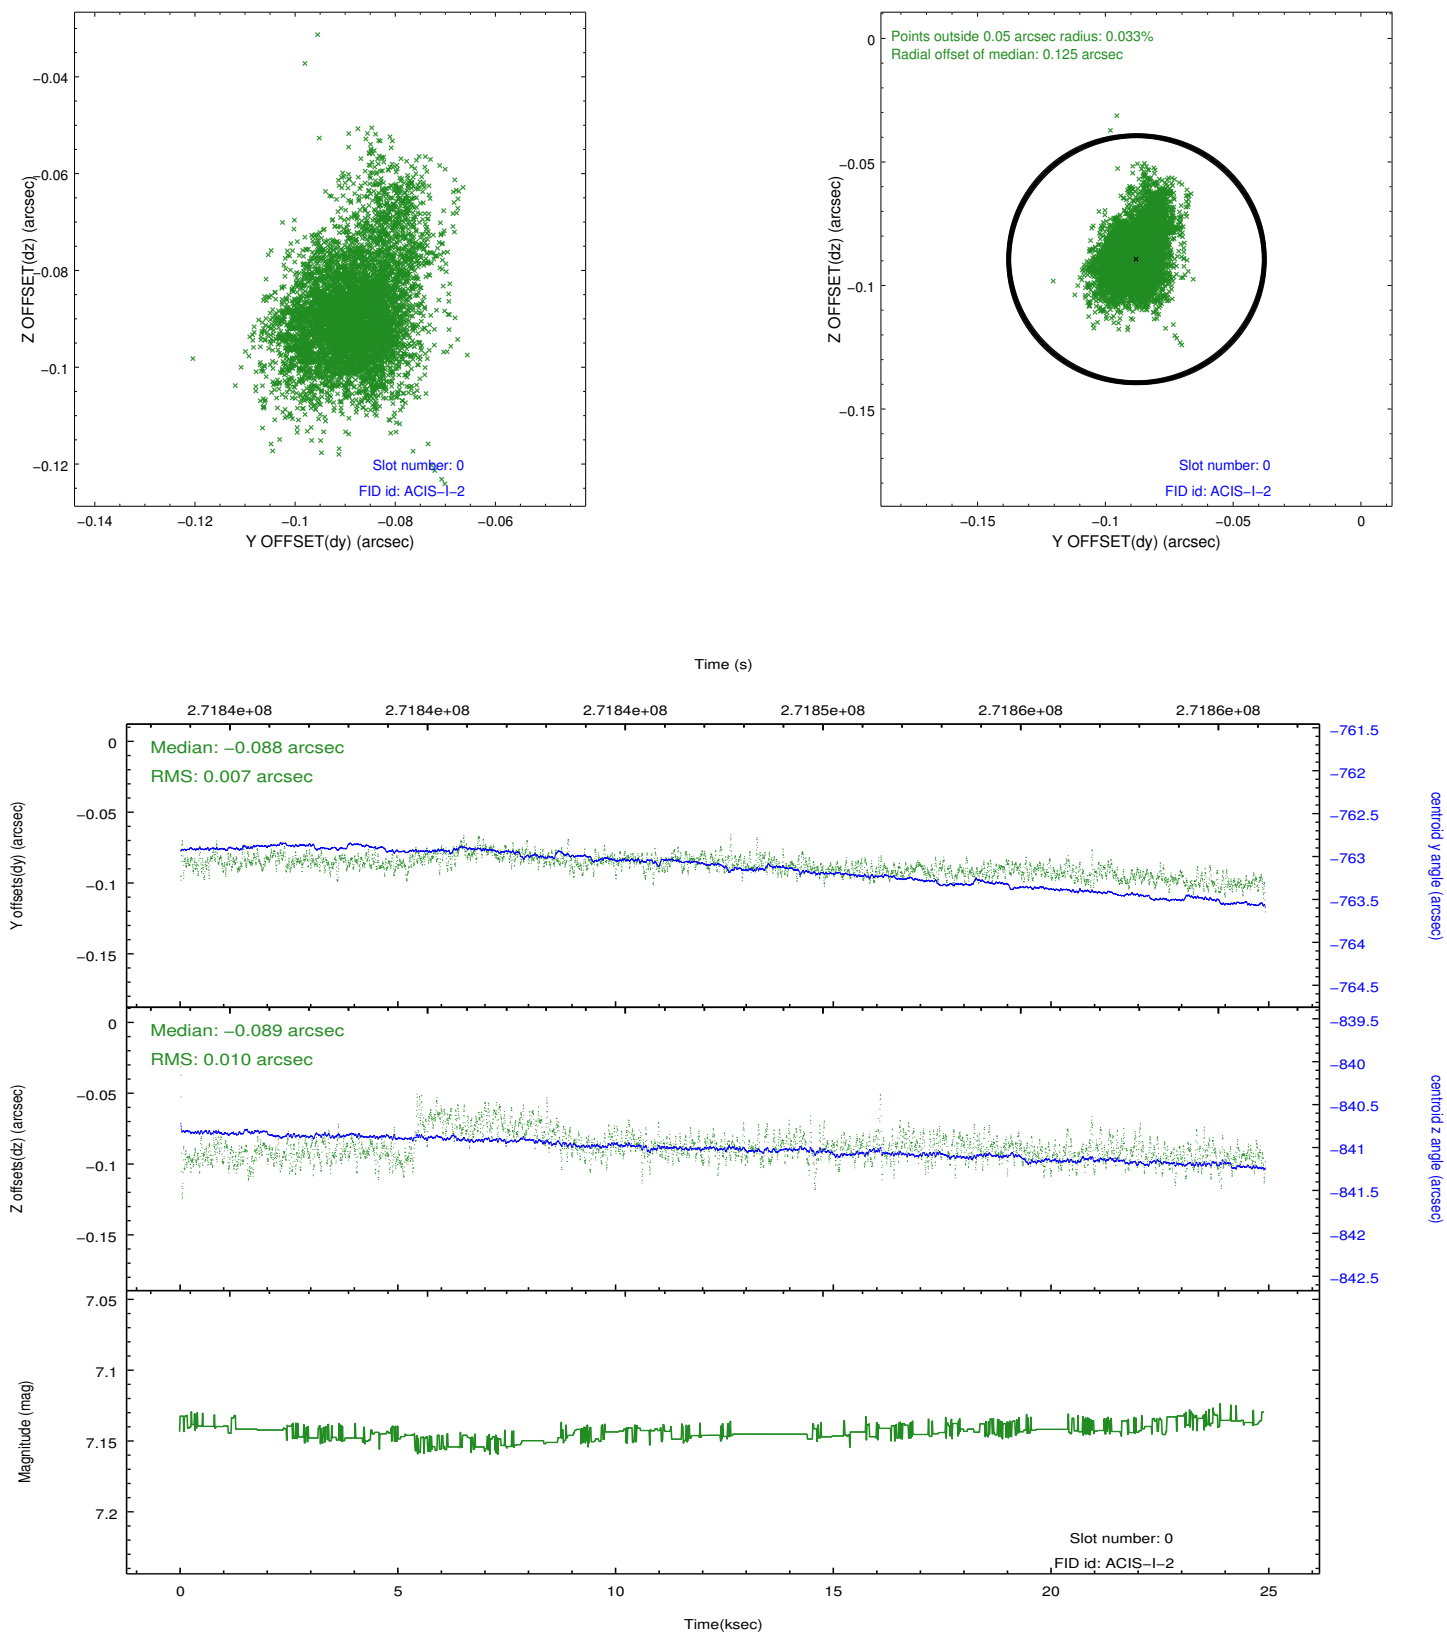 −0.04
−0.06
−0.08
−0.1
−0.12
Z OFFSET(dz) (arcsec)
Slot number: 0
FID id: ACIS−I−2
−0.14
−0.12
−0.1
−0.08
−0.06
Y OFFSET(dy) (arcsec)
Points outside 0.05 arcsec radius: 0.033%
Radial offset of median: 0.125 arcsec
0
−0.05
−0.1
−0.15
Z OFFSET(dz) (arcsec)
Slot number: 0
FID id: ACIS−I−2
−0.15
−0.1
−0.05
0
Y OFFSET(dy) (arcsec)
Time (s)
2.7184e+08 2.7184e+08 2.7184e+08 2.7185e+08 2.7186e+08 2.7186e+08
Median: −0.088 arcsec
RMS: 0.007 arcsec
0
−0.05
−0.1
−0.15
Y offsets(dy) (arcsec)
−761.5
−762
−762.5
−763
−763.5
−764
−764.5
centroid y angle (arcsec)
Median: −0.089 arcsec
RMS: 0.010 arcsec
0
−0.05
−0.1
−0.15
Z offsets(dz) (arcsec)
−839.5
−840
−840.5
−841
−841.5
−842
−842.5
centroid z angle (arcsec)
7.05
7.1
7.15
7.2
Magnitude (mag)
Slot number: 0
FID id: ACIS−I−2
0 5 10 15 20 25
Time(ksec)